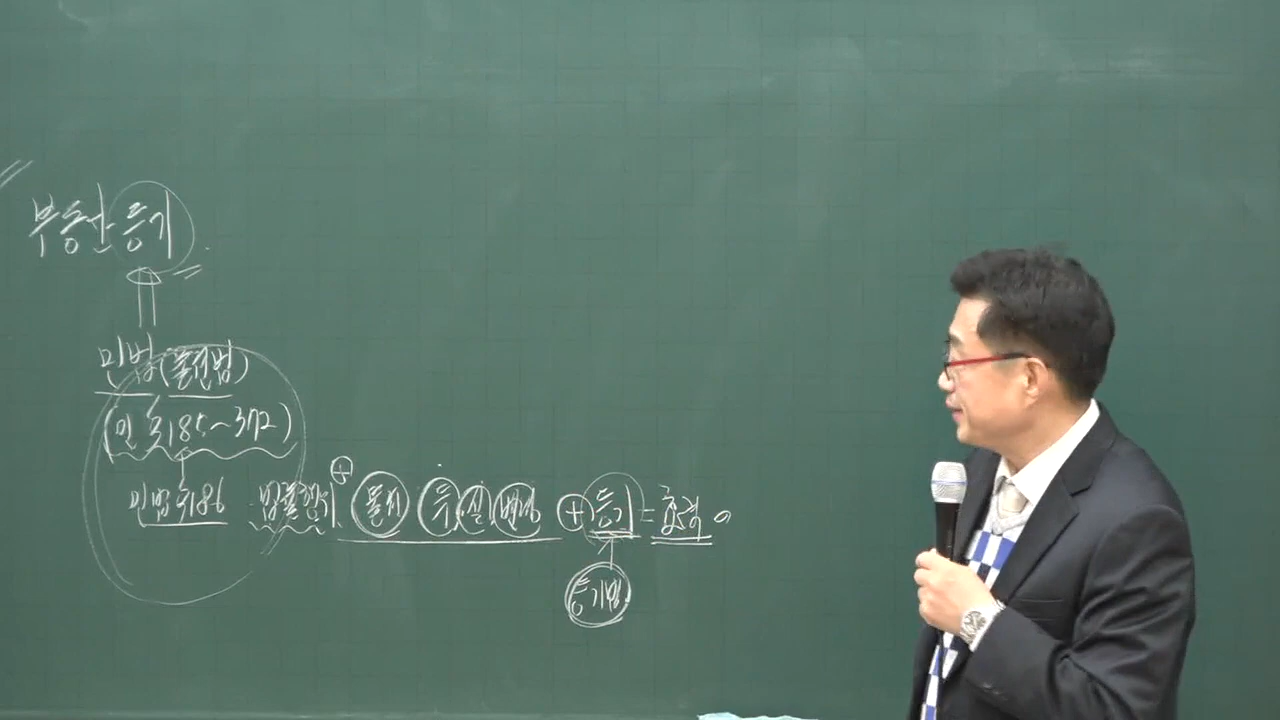 부동산등기
민법(물권법)
(민 제185~372)
민법 제186 법률행위 + 물권 득 실 변경 + 등기 = 효력
등기법